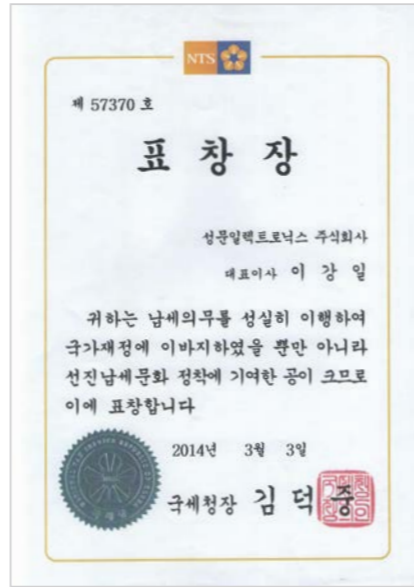 NTS
제 57370 호
표 창 장
성문일렉트로닉스 주식회사
대표이사 이 강 일
귀하는 납세의무를 성실히 이행하여
국가재정에 이바지하였을 뿐만 아니라
선진납세문화 정착에 기여한 공이 크므로
이에 표창합니다
2014년 3월 3일
국세청장 김 덕 중